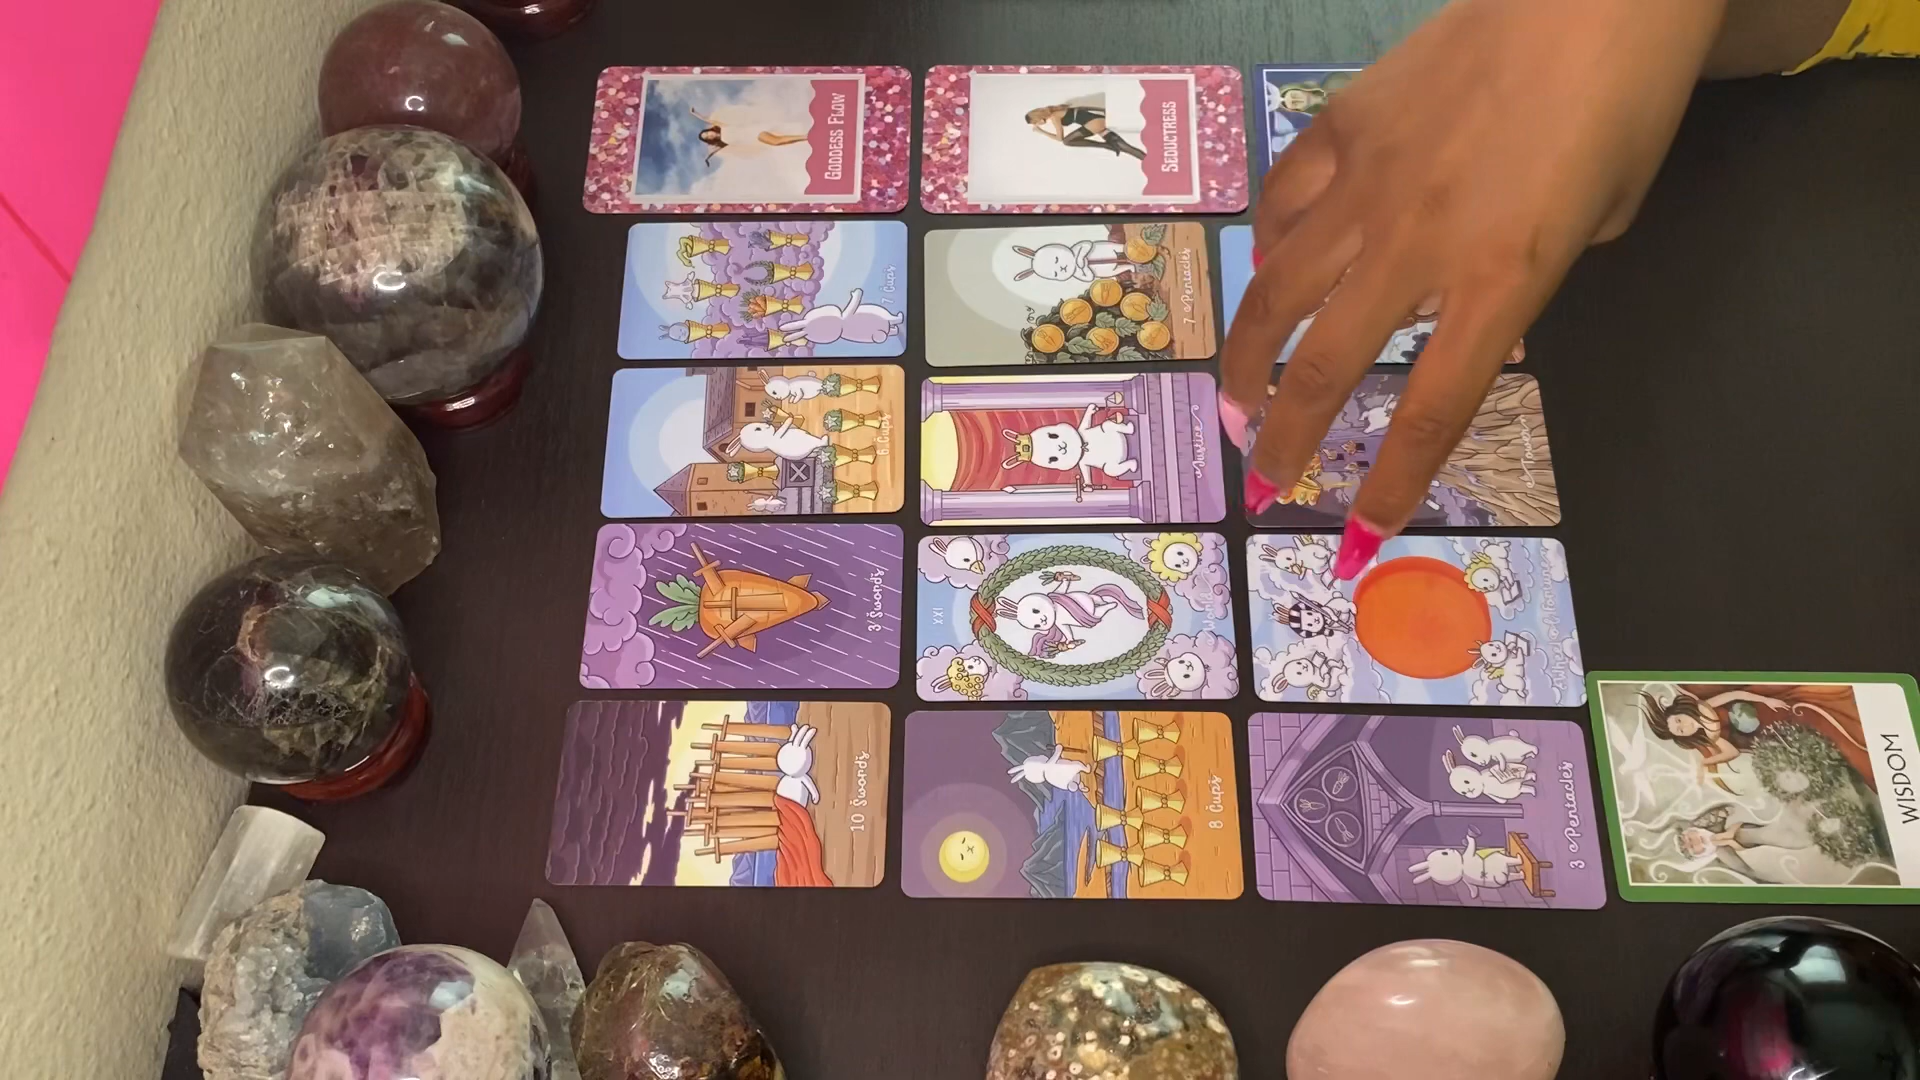 GODDESS FLOW
SEDUCTRESS
7 Cups
7 Pentacles
6 Cups
Justice
Tower
3 Swords
XXI
World
Wheel of Fortune
10 Swords
8 Cups
3 Pentacles
WISDOM